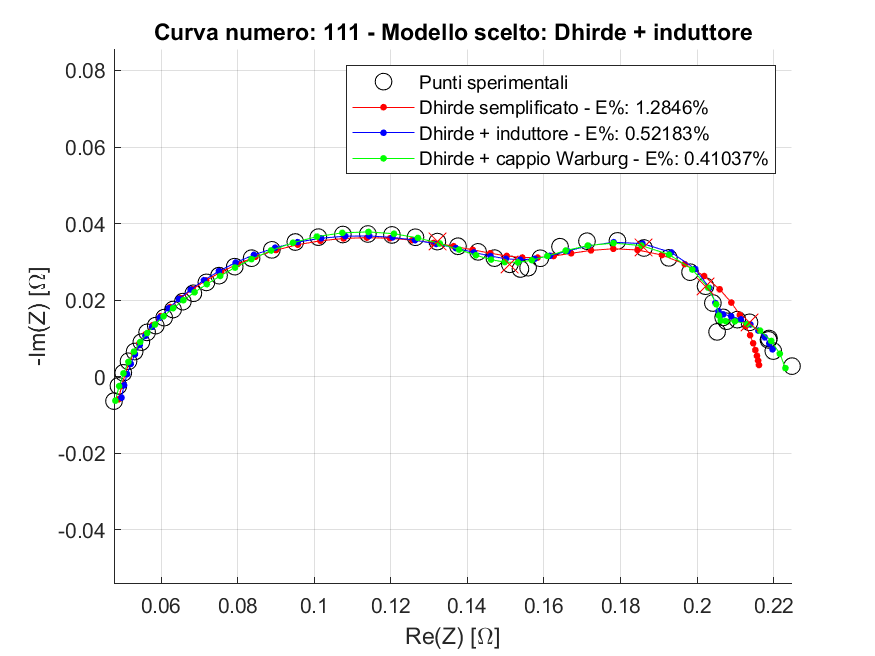 Curva numero: 111 - Modello scelto: Dhirde + induttore
Punti sperimentali
Dhirde semplificato - E%: 1.2846%
Dhirde + induttore - E%: 0.52183%
Dhirde + cappio Warburg - E%: 0.41037%
0.08
0.06
0.04
0.02
0
-0.02
-0.04
-Im(Z) [Ω]
0.06 0.08 0.1 0.12 0.14 0.16 0.18 0.2 0.22
Re(Z) [Ω]